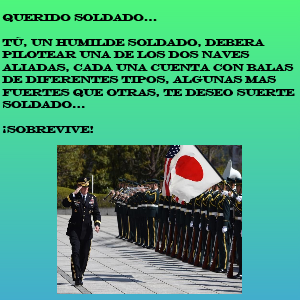 QUERIDO SOLDADO...
TÚ, UN HUMILDE SOLDADO, DEBERA
PILOTEAR UNA DE LOS DOS NAVES
ALIADAS, CADA UNA CUENTA CON BALAS
DE DIFERENTES TIPOS, ALGUNAS MAS
FUERTES QUE OTRAS, TE DESEO SUERTE
SOLDADO...
¡SOBREVIVE!